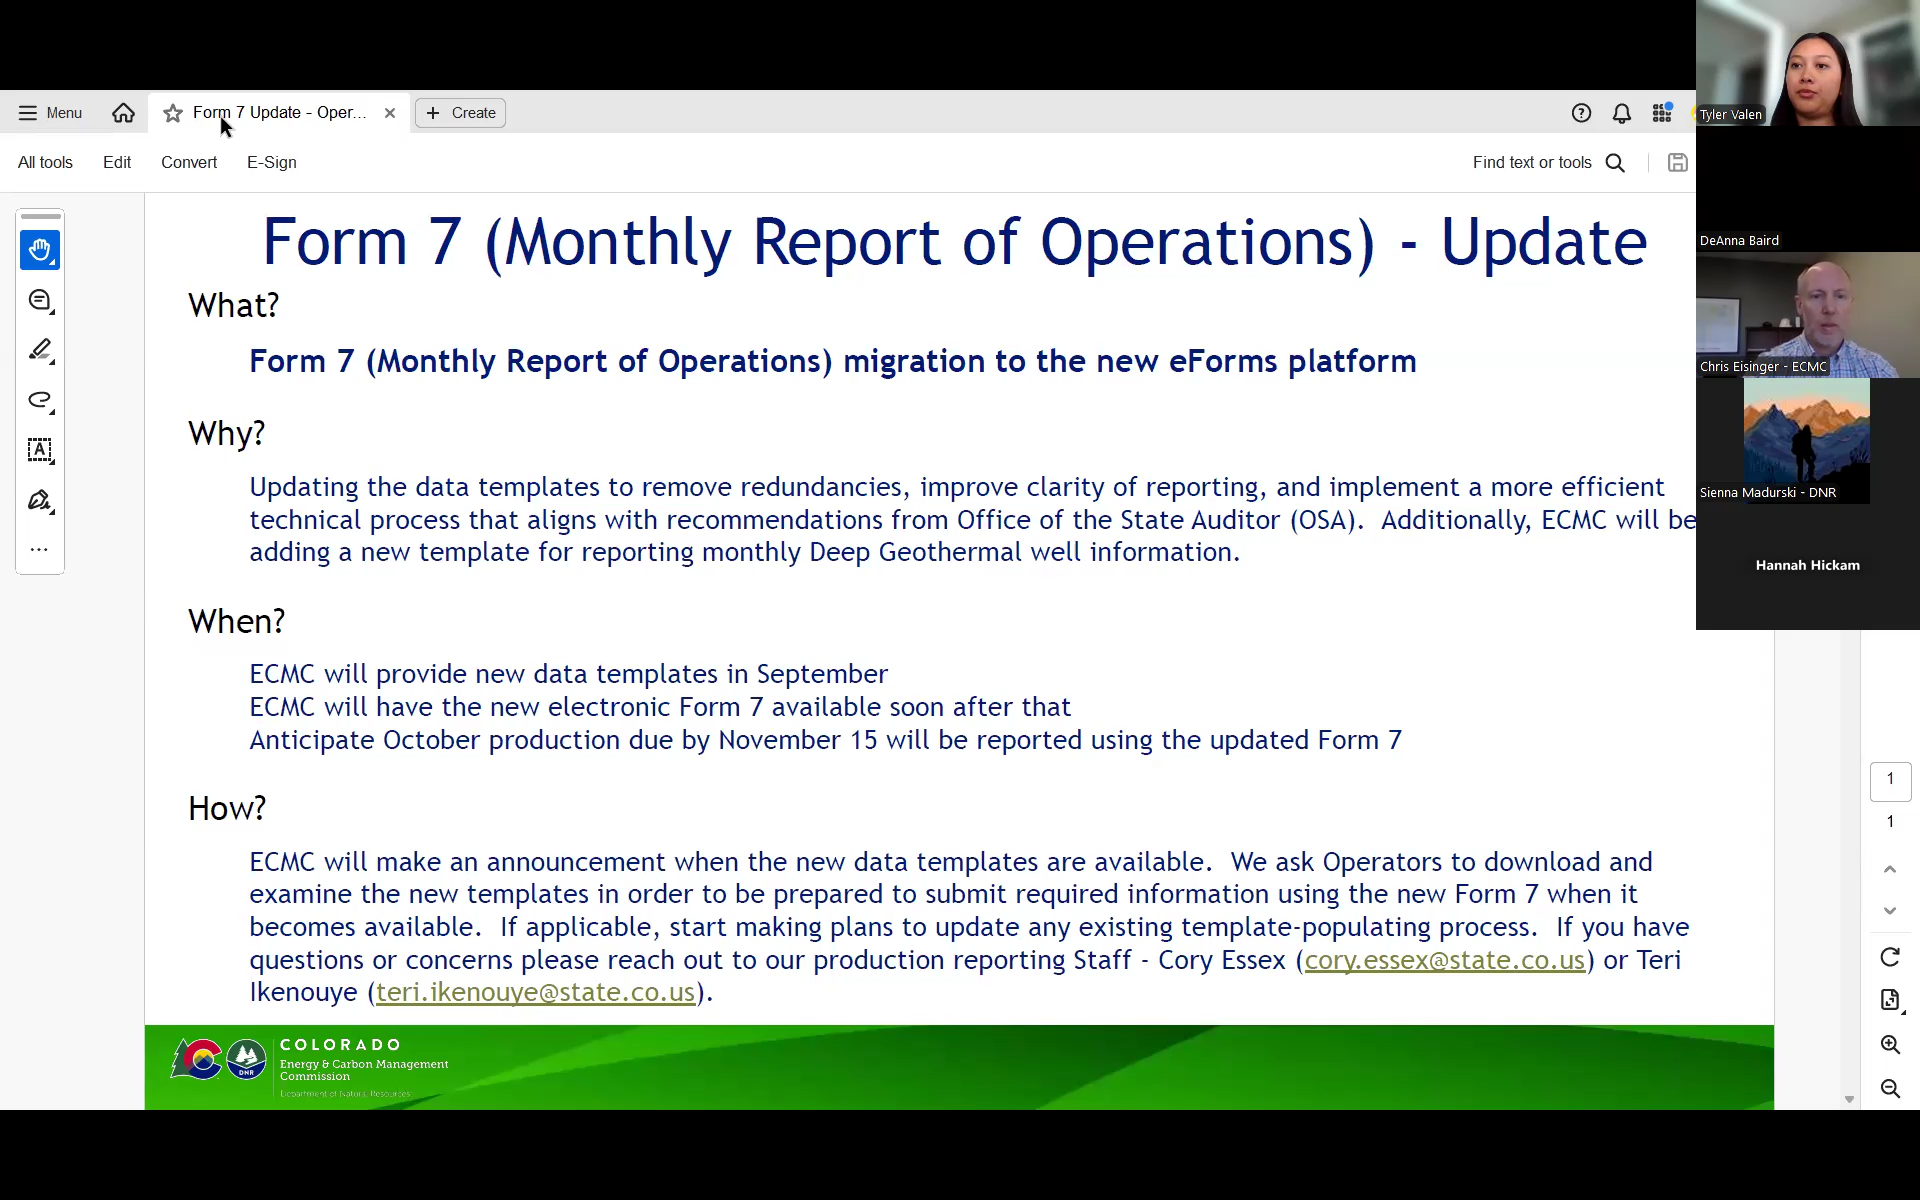 Menu
Form 7 Update - Oper...
Create
All tools
Edit
Convert
E-Sign
Find text or tools
Form 7 (Monthly Report of Operations) - Update
What?
Form 7 (Monthly Report of Operations) migration to the new eForms platform
Why?
Updating the data templates to remove redundancies, improve clarity of reporting, and implement a more efficient
technical process that aligns with recommendations from Office of the State Auditor (OSA).  Additionally, ECMC will be
adding a new template for reporting monthly Deep Geothermal well information.
When?
ECMC will provide new data templates in September
ECMC will have the new electronic Form 7 available soon after that
Anticipate October production due by November 15 will be reported using the updated Form 7
How?
ECMC will make an announcement when the new data templates are available.  We ask Operators to download and
examine the new templates in order to be prepared to submit required information using the new Form 7 when it
becomes available.  If applicable, start making plans to update any existing template-populating process.  If you have
questions or concerns please reach out to our production reporting Staff - Cory Essex (cory.essex@state.co.us) or Teri
Ikenouye (teri.ikenouye@state.co.us).
DNR
COLORADO
Energy & Carbon Management
Commission
Department of Natural Resources
Tyler Valen
DeAnna Baird
Chris Eisinger - ECMC
Sienna Madurski - DNR
Hannah Hickam
1
1